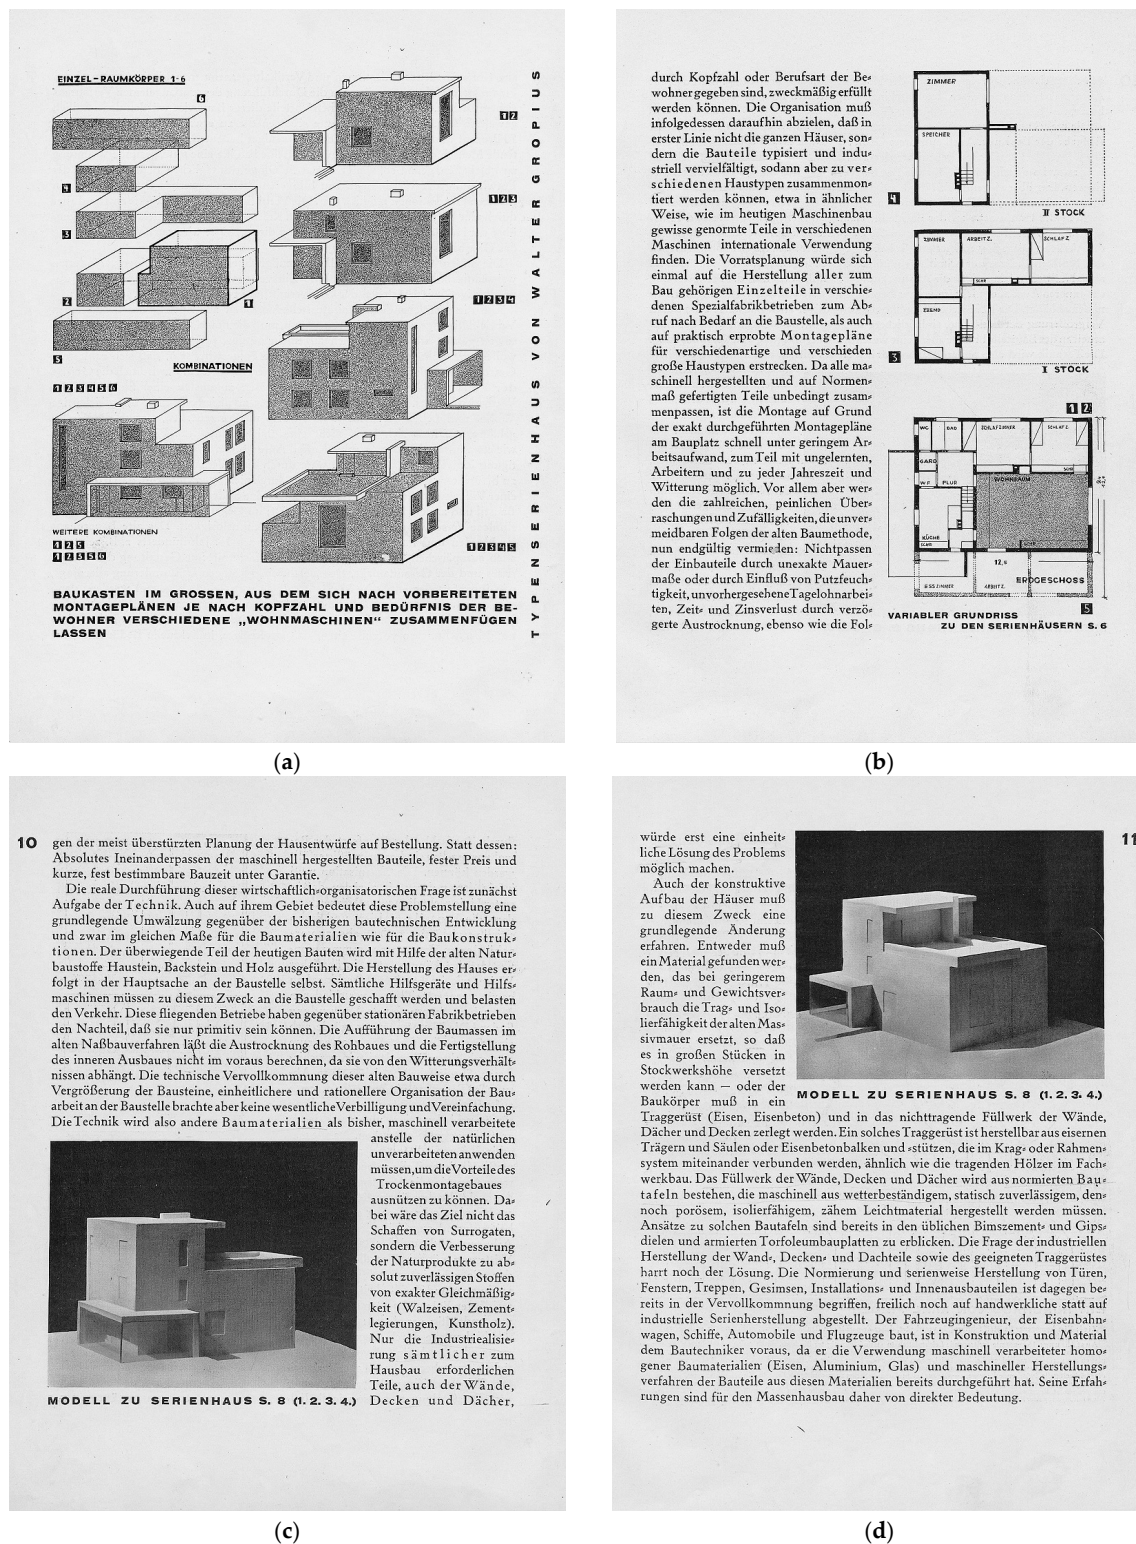 EINZEL-RAUMKÖRPER 1-6
6
4
3
2
1
5
KOMBINATIONEN
1 2 3 4 5 6
WEITERE KOMBINATIONEN
1 2 5
1 2 3 5 6
1 2
1 2 3
1 2 3 4
1 2 3 4 5
BAUKASTEN IM GROSSEN, AUS DEM SICH NACH VORBEREITETEN
MONTAGEPLÄNEN JE NACH KOPFZAHL UND BEDÜRFNIS DER BE-
WOHNER VERSCHIEDENE „WOHNMASCHINEN“ ZUSAMMENFÜGEN
LASSEN
TYPENSERIENHAUS VON WALTER GROPIUS
(a)
durch Kopfzahl oder Berufsart der Be-
wohner gegeben sind, zweckmäßig erfüllt
werden können. Die Organisation muß
infolgedessen daraufhin abzielen, daß in
erster Linie nicht die ganzen Häuser, son-
dern die Bauteile typisiert und indu-
striell vervielfältigt, sodann aber zu ver-
schiedenen Haustypen zusammenmon-
tiert werden können, etwa in ähnlicher
Weise, wie im heutigen Maschinenbau
gewisse genormte Teile in verschiedenen
Maschinen internationale Verwendung
finden. Die Vorratsplanung würde sich
einmal auf die Herstellung aller zum
Bau gehörigen Einzelteile in verschie-
denen Spezialfabrikbetrieben zum Ab-
ruf nach Bedarf an die Baustelle, als auch
auf praktisch erprobte Montagepläne
für verschiedenartige und verschieden
große Haustypen erstrecken. Da alle ma-
schinell hergestellten und auf Normen-
maß gefertigten Teile unbedingt zusam-
menpassen, ist die Montage auf Grund
der exakt durchgeführten Montagepläne
am Bauplatz schnell unter geringem Ar-
beitsaufwand, zum Teil mit ungelernten,
Arbeitern und zu jeder Jahreszeit und
Witterung möglich. Vor allem aber wer-
den die zahlreichen, peinlichen Über-
raschungen und Zufälligkeiten, die unver-
meidbaren Folgen der alten Baumethode,
nun endgültig vermieden: Nichtpassen
der Einbauteile durch unexakte Mauer-
maße oder durch Einfluß von Putzfeuch-
tigkeit, unvorhergesehene Tagelohnarbei-
ten, Zeit- und Zinsverlust durch verzö-
gerte Austrocknung, ebenso wie die Fol-
ZIMMER
SPEICHER
4
II STOCK
ZIMMER
ARBEITZ.
SCHLAFZ.
SCHR
3
I STOCK
1 2
WC
BAD
SCHLAFZIMMER
SCHLAFZ.
SCHR
GARD
WF
FLUR
WOHNRAUM
KÜCHE
SCHR
SCHR
12,5
ESSZIMMER
ARBEITZ.
ERDGESCHOSS
5
VARIABLER GRUNDRISS
ZU DEN SERIENHÄUSERN S. 6
(b)
10
gen der meist überstürzten Planung der Hausentwürfe auf Bestellung. Statt dessen:
Absolutes Ineinanderpassen der maschinell hergestellten Bauteile, fester Preis und
kurze, fest bestimmbare Bauzeit unter Garantie.
Die reale Durchführung dieser wirtschaftlich-organisatorischen Frage ist zunächst
Aufgabe der Technik. Auch auf ihrem Gebiet bedeutet diese Problemstellung eine
grundlegende Umwälzung gegenüber der bisherigen bautechnischen Entwicklung
und zwar im gleichen Maße für die Baumaterialien wie für die Baukonstruk-
tionen. Der überwiegende Teil der heutigen Bauten wird mit Hilfe der alten Natur-
baustoffe Haustein, Backstein und Holz ausgeführt. Die Herstellung des Hauses er-
folgt in der Hauptsache an der Baustelle selbst. Sämtliche Hilfsgeräte und Hilfs-
maschinen müssen zu diesem Zweck an die Baustelle geschafft werden und belasten
den Verkehr. Diese fliegenden Betriebe haben gegenüber stationären Fabrikbetrieben
den Nachteil, daß sie nur primitiv sein können. Die Aufführung der Baumassen im
alten Naßbauverfahren läßt die Austrocknung des Rohbaues und die Fertigstellung
des inneren Ausbaues nicht im voraus berechnen, da sie von den Witterungsverhält-
nissen abhängt. Die technische Vervollkommnung dieser alten Bauweise etwa durch
Vergrößerung der Bausteine, einheitlichere und rationellere Organisation der Bau-
arbeit an der Baustelle brachte aber keine wesentliche Verbilligung und Vereinfachung.
Die Technik wird also andere Baumaterialien als bisher, maschinell verarbeitete
anstelle der natürlichen
unverarbeiteten anwenden
müssen, um die Vorteile des
Trockenmontagebaues
ausnützen zu können. Da-
bei wäre das Ziel nicht das
Schaffen von Surrogaten,
sondern die Verbesserung
der Naturprodukte zu ab-
solut zuverlässigen Stoffen
von exakter Gleichmäßig-
keit (Walzeisen, Zement-
legierungen, Kunstholz).
Nur die Industrialisie-
rung sämtlicher zum
Hausbau erforderlichen
Teile, auch der Wände,
Decken und Dächer,
MODELL ZU SERIENHAUS S. 8 (1. 2. 3. 4.)
(c)
11
würde erst eine einheit-
liche Lösung des Problems
möglich machen.
Auch der konstruktive
Aufbau der Häuser muß
zu diesem Zweck eine
grundlegende Änderung
erfahren. Entweder muß
ein Material gefunden wer-
den, das bei geringerem
Raum- und Gewichtsver-
brauch die Trag- und Iso-
lierfähigkeit der alten Mas-
sivmauer ersetzt, so daß
es in großen Stücken in
Stockwerkshöhe versetzt
werden kann — oder der
Baukörper muß in ein
MODELL ZU SERIENHAUS S. 8 (1. 2. 3. 4.)
Traggerüst (Eisen, Eisenbeton) und in das nichttragende Füllwerk der Wände,
Dächer und Decken zerlegt werden. Ein solches Traggerüst ist herstellbar aus eisernen
Trägern und Säulen oder Eisenbetonbalken und -stützen, die im Krag- oder Rahmen-
system miteinander verbunden werden, ähnlich wie die tragenden Hölzer im Fach-
werkbau. Das Füllwerk der Wände, Decken und Dächer wird aus normierten Bau-
tafeln bestehen, die maschinell aus wetterbeständigem, statisch zuverlässigem, den-
noch porösem, isolierfähigem, zähem Leichtmaterial hergestellt werden müssen.
Ansätze zu solchen Bautafeln sind bereits in den üblichen Bimszement- und Gips-
dielen und armierten Torfoleumbauplatten zu erblicken. Die Frage der industriellen
Herstellung der Wand-, Decken- und Dachteile sowie des geeigneten Traggerüstes
harrt noch der Lösung. Die Normierung und serienweise Herstellung von Türen,
Fenstern, Treppen, Gesimsen, Installations- und Innenausbauteilen ist dagegen be-
reits in der Vervollkommnung begriffen, freilich noch auf handwerkliche statt auf
industrielle Serienherstellung abgestellt. Der Fahrzeugingenieur, der Eisenbahn-
wagen, Schiffe, Automobile und Flugzeuge baut, ist in Konstruktion und Material
dem Bautechniker voraus, da er die Verwendung maschinell verarbeiteter homo-
gener Baumaterialien (Eisen, Aluminium, Glas) und maschineller Herstellungs-
verfahren der Bauteile aus diesen Materialien bereits durchgeführt hat. Seine Erfah-
rungen sind für den Massenhausbau daher von direkter Bedeutung.
(d)